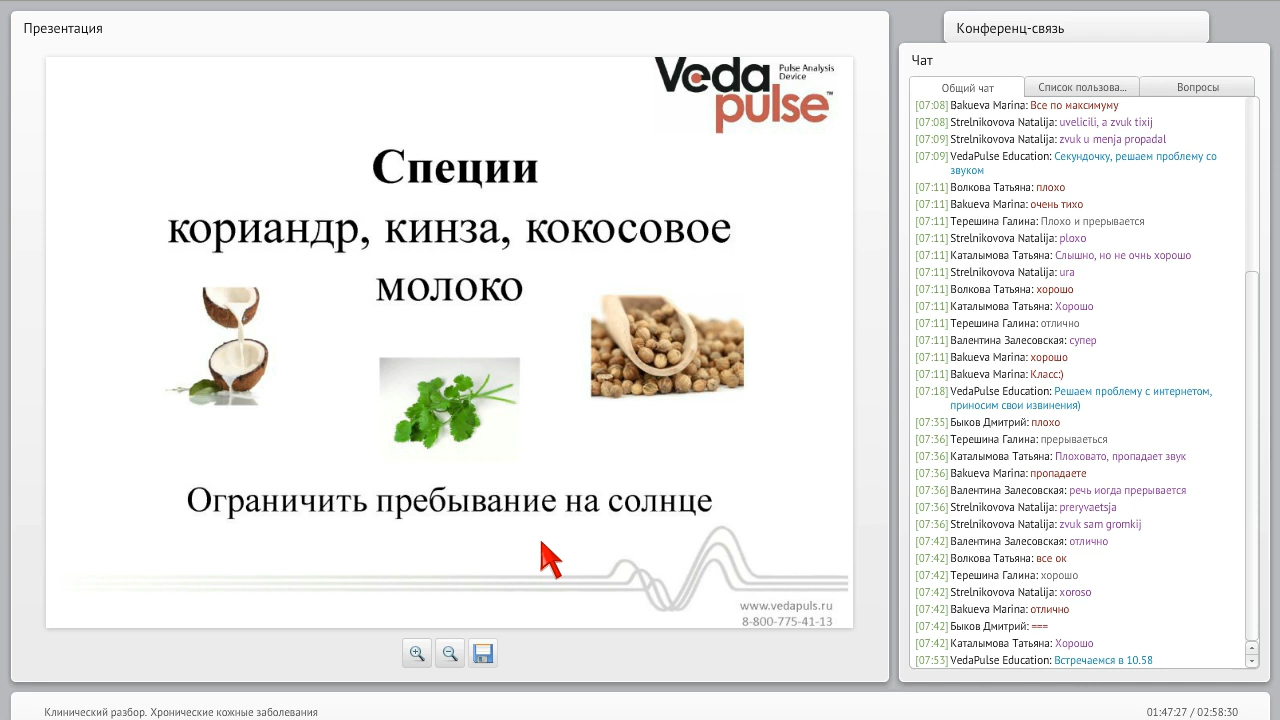 Презентация
Veda
pulse™
Pulse Analysis
Device
Специи
кориандр, кинза, кокосовое
молоко
Ограничить пребывание на солнце
www.vedapuls.ru
8-800-775-41-13
Клинический разбор. Хронические кожные заболевания
Конференц-связь
Чат
Общий чат
Список пользова...
Вопросы
[07:08] Bakueva Marina: Все по максимуму
[07:08] Strelnikovova Natalija: uvelicili, a zvuk tixij
[07:09] Strelnikovova Natalija: zvuk u menja propadal
[07:09] VedaPulse Education: Секундочку, решаем проблему со
звуком
[07:11] Волкова Татьяна: плохо
[07:11] Bakueva Marina: очень тихо
[07:11] Терешина Галина: Плохо и прерывается
[07:11] Strelnikovova Natalija: ploxo
[07:11] Каталымова Татьяна: Слышно, но не очнь хорошо
[07:11] Strelnikovova Natalija: ura
[07:11] Волкова Татьяна: хорошо
[07:11] Каталымова Татьяна: Хорошо
[07:11] Терешина Галина: отлично
[07:11] Валентина Залесовская: супер
[07:11] Bakueva Marina: хорошо
[07:11] Bakueva Marina: Класс:)
[07:18] VedaPulse Education: Решаем проблему с интернетом,
приносим свои извинения)
[07:35] Быков Дмитрий: плохо
[07:36] Терешина Галина: прерываеться
[07:36] Каталымова Татьяна: Плоховато, пропадает звук
[07:36] Bakueva Marina: пропадаете
[07:36] Валентина Залесовская: речь иогда прерывается
[07:36] Strelnikovova Natalija: preryvaetsja
[07:36] Strelnikovova Natalija: zvuk sam gromkij
[07:42] Валентина Залесовская: отлично
[07:42] Волкова Татьяна: все ок
[07:42] Терешина Галина: хорошо
[07:42] Strelnikovova Natalija: xoroso
[07:42] Bakueva Marina: отлично
[07:42] Быков Дмитрий: ===
[07:42] Каталымова Татьяна: Хорошо
[07:53] VedaPulse Education: Встречаемся в 10.58
01:47:27 / 02:58:30